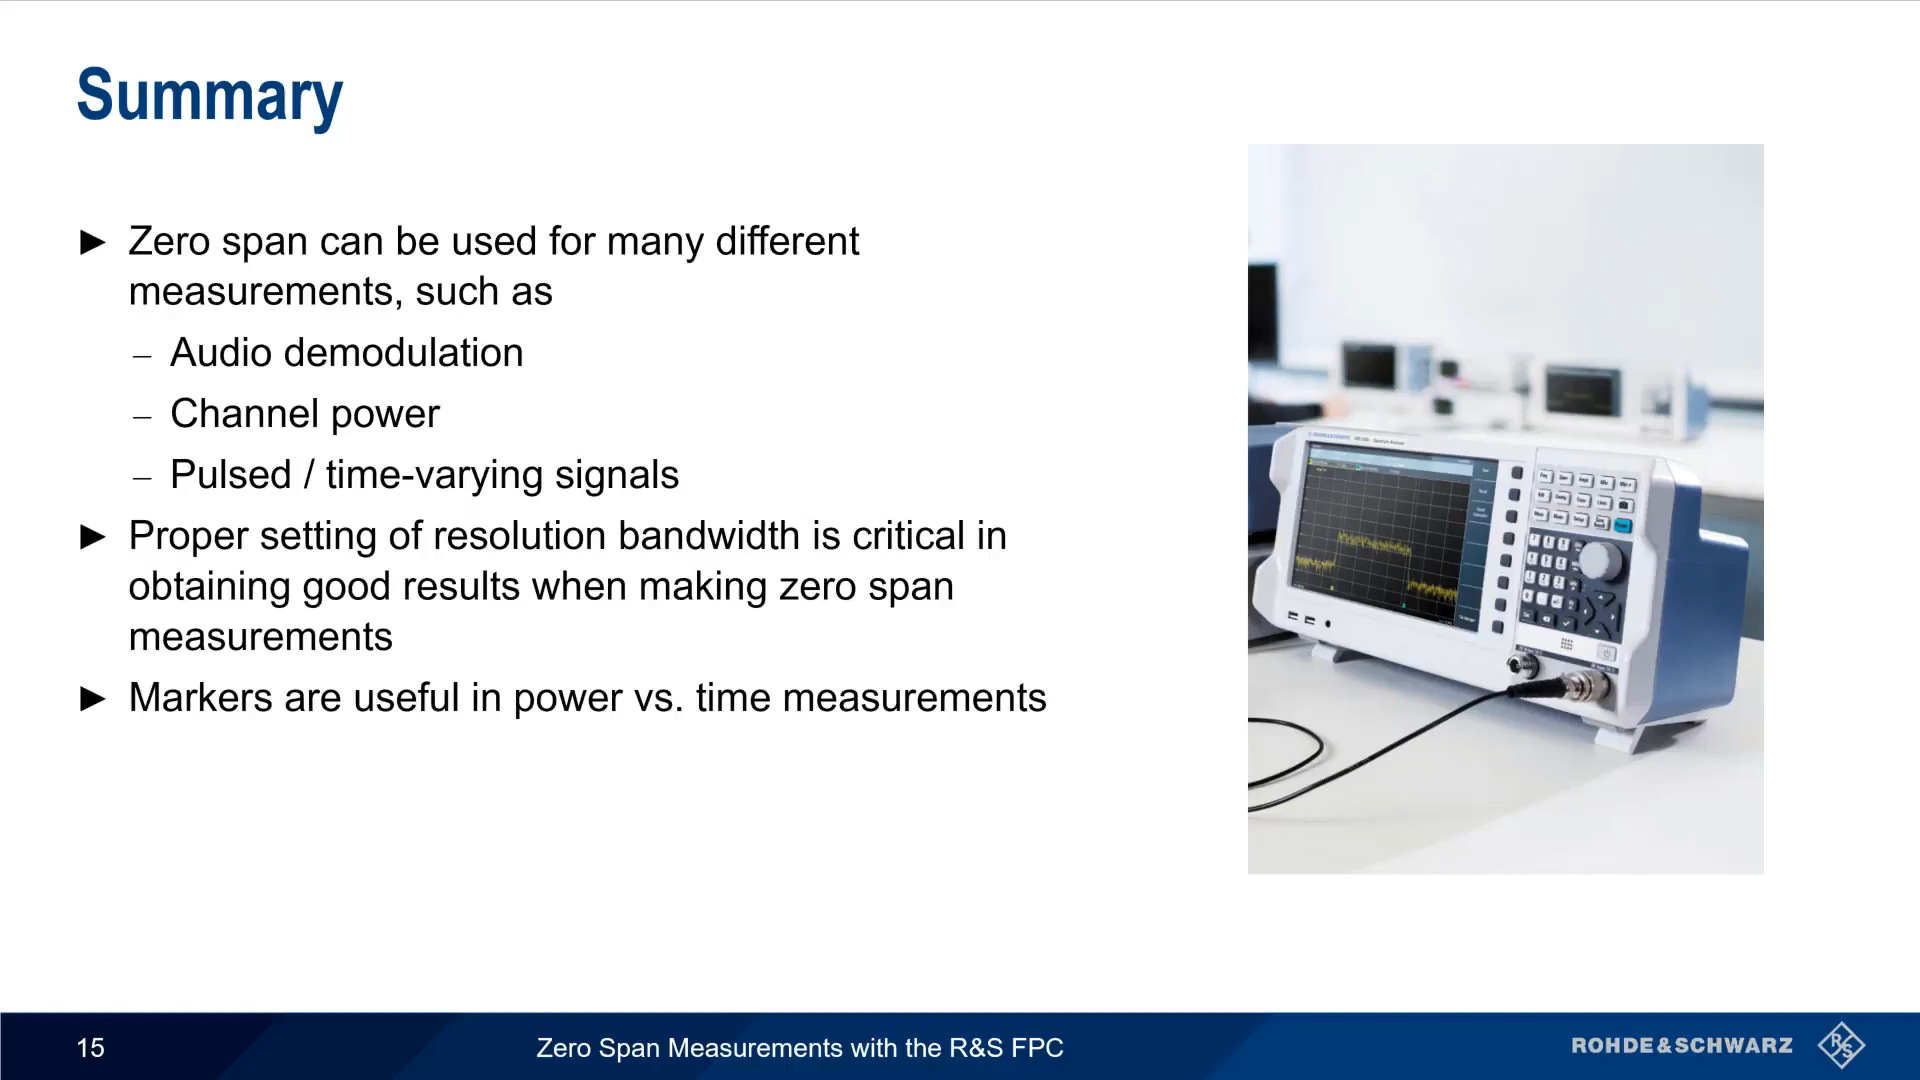 Summary
► Zero span can be used for many different
measurements, such as
– Audio demodulation
– Channel power
– Pulsed / time-varying signals
► Proper setting of resolution bandwidth is critical in
obtaining good results when making zero span
measurements
► Markers are useful in power vs. time measurements
15
Zero Span Measurements with the R&S FPC
ROHDE&SCHWARZ
R&S